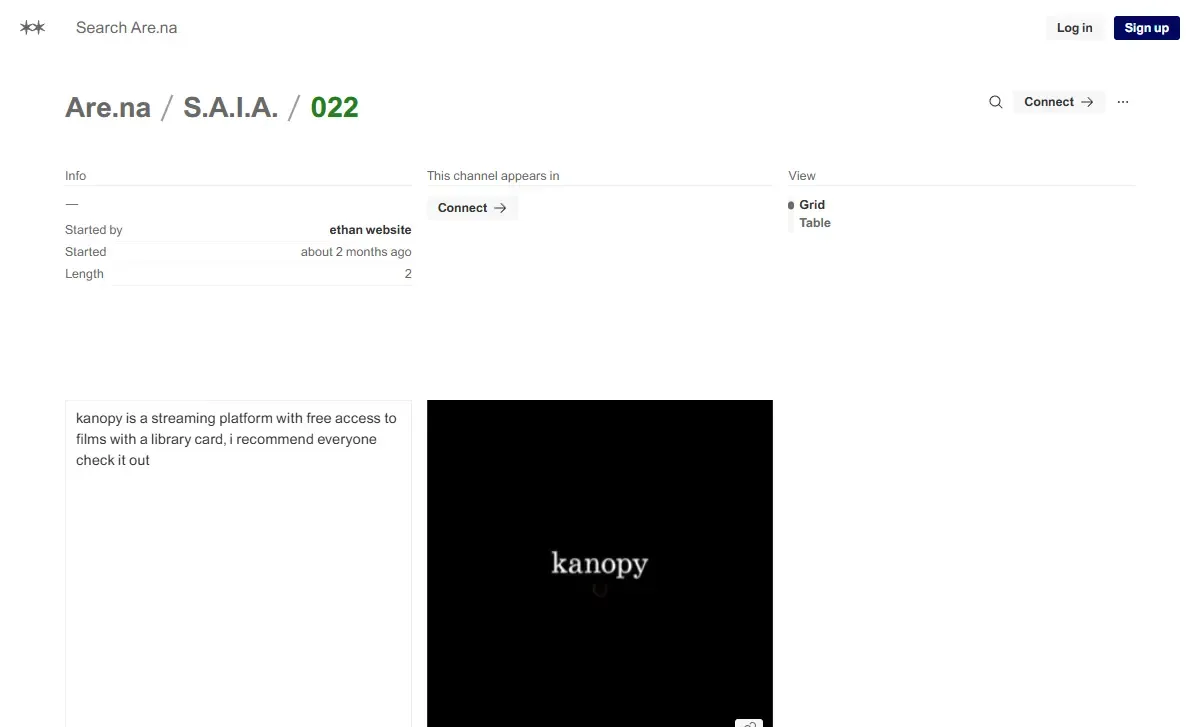 Search Are.na
Log in
Sign up
Are.na / S.A.I.A. / 022
Connect →
···
Info
—
Started by ethan website
Started about 2 months ago
Length 2
This channel appears in
Connect →
View
Grid
Table
kanopy is a streaming platform with free access to
films with a library card, i recommend everyone
check it out
kanopy